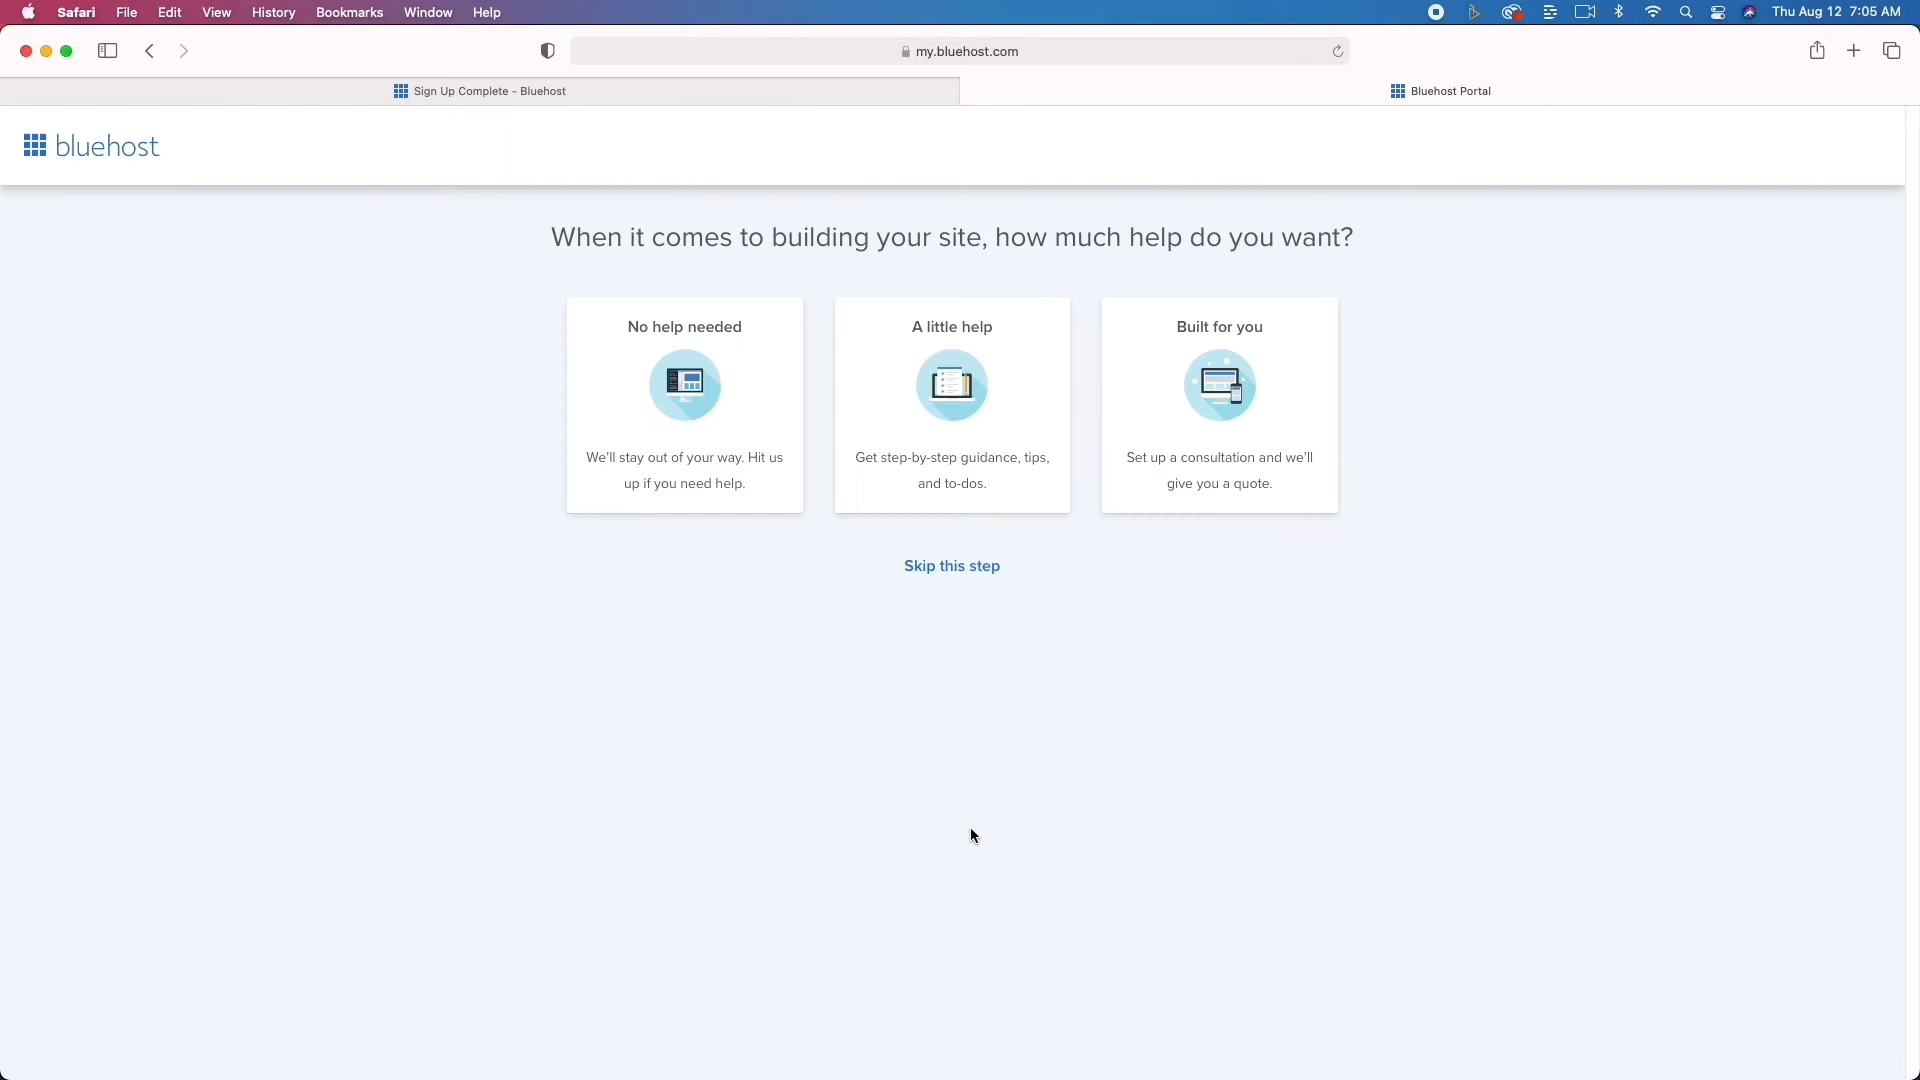 Safari File Edit View History Bookmarks Window Help Thu Aug 12 7:05 AM
my.bluehost.com
Sign Up Complete - Bluehost Bluehost Portal
bluehost
When it comes to building your site, how much help do you want?
No help needed
We'll stay out of your way. Hit us
up if you need help.
A little help
Get step-by-step guidance, tips,
and to-dos.
Built for you
Set up a consultation and we'll
give you a quote.
Skip this step